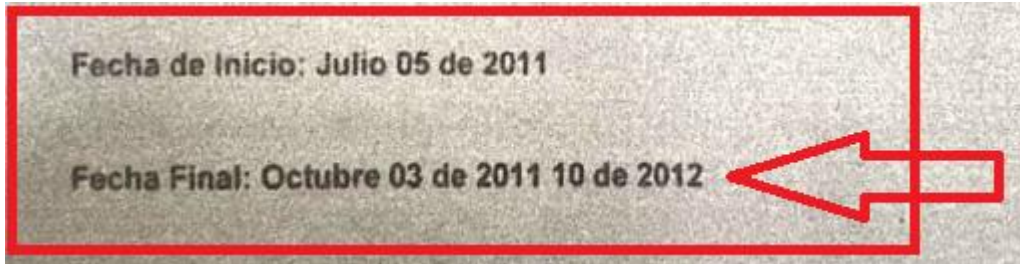 Fecha de Inicio: Julio 05 de 2011
Fecha Final: Octubre 03 de 2011 10 de 2012